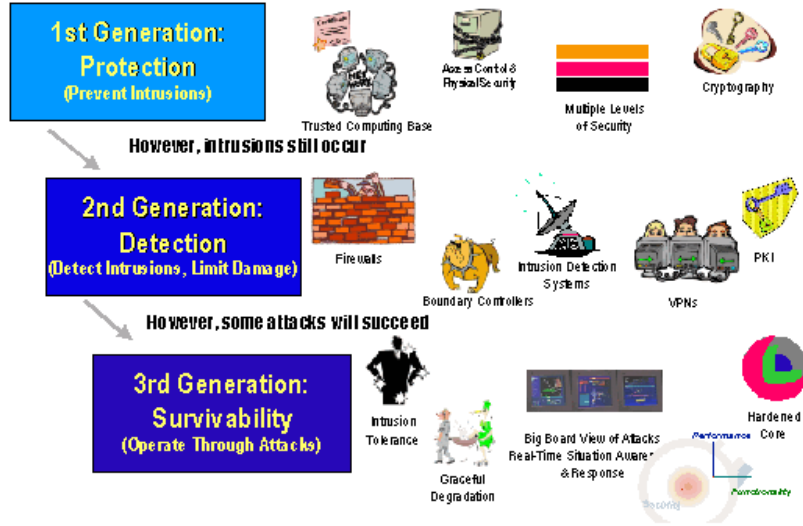 1st Generation:
Protection
(Prevent Intrusions)
Certificate
Trusted Computing Base
Access Control &
Physical Security
Multiple Levels
of Security
Cryptography
However, intrusions still occur
2nd Generation:
Detection
(Detect Intrusions, Limit Damage)
Firewalls
Boundary Controllers
Intrusion Detection
Systems
VPNs
PKI
However, some attacks will succeed
3rd Generation:
Survivability
(Operate Through Attacks)
Intrusion
Tolerance
Graceful
Degradation
Big Board View of Attacks
Real-Time Situation Aware
& Response
Hardened
Core
Performance
Functionality
Security